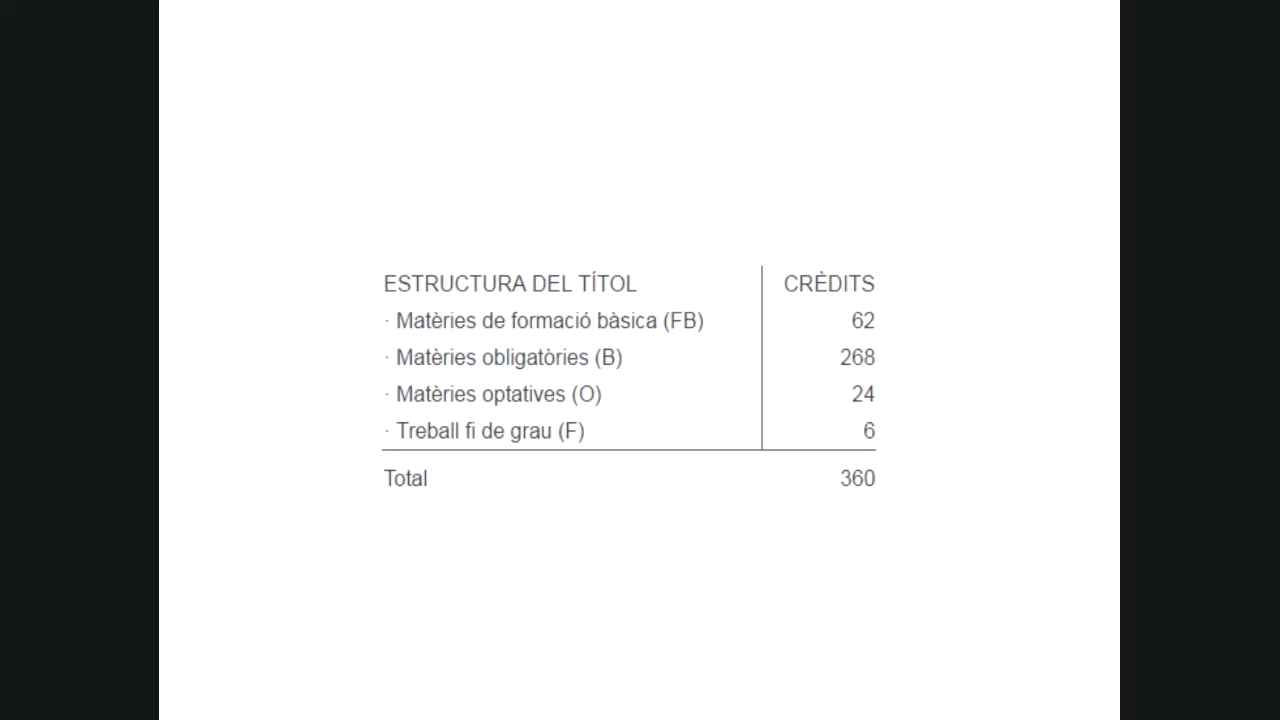 ESTRUCTURA DEL TÍTOL CRÈDITS
· Matèries de formació bàsica (FB) 62
· Matèries obligatòries (B) 268
· Matèries optatives (O) 24
· Treball fi de grau (F) 6
Total 360